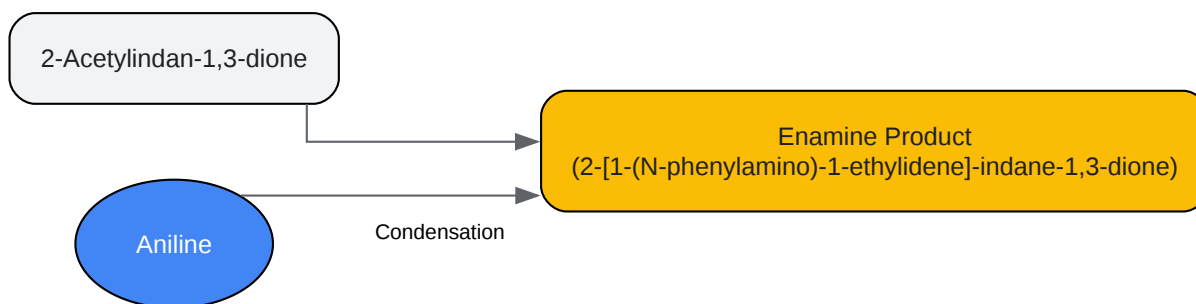 2-Acetylindan-1,3-dione
Enamine Product
(2-[1-(N-phenylamino)-1-ethylidene]-indane-1,3-dione)
Aniline
Condensation